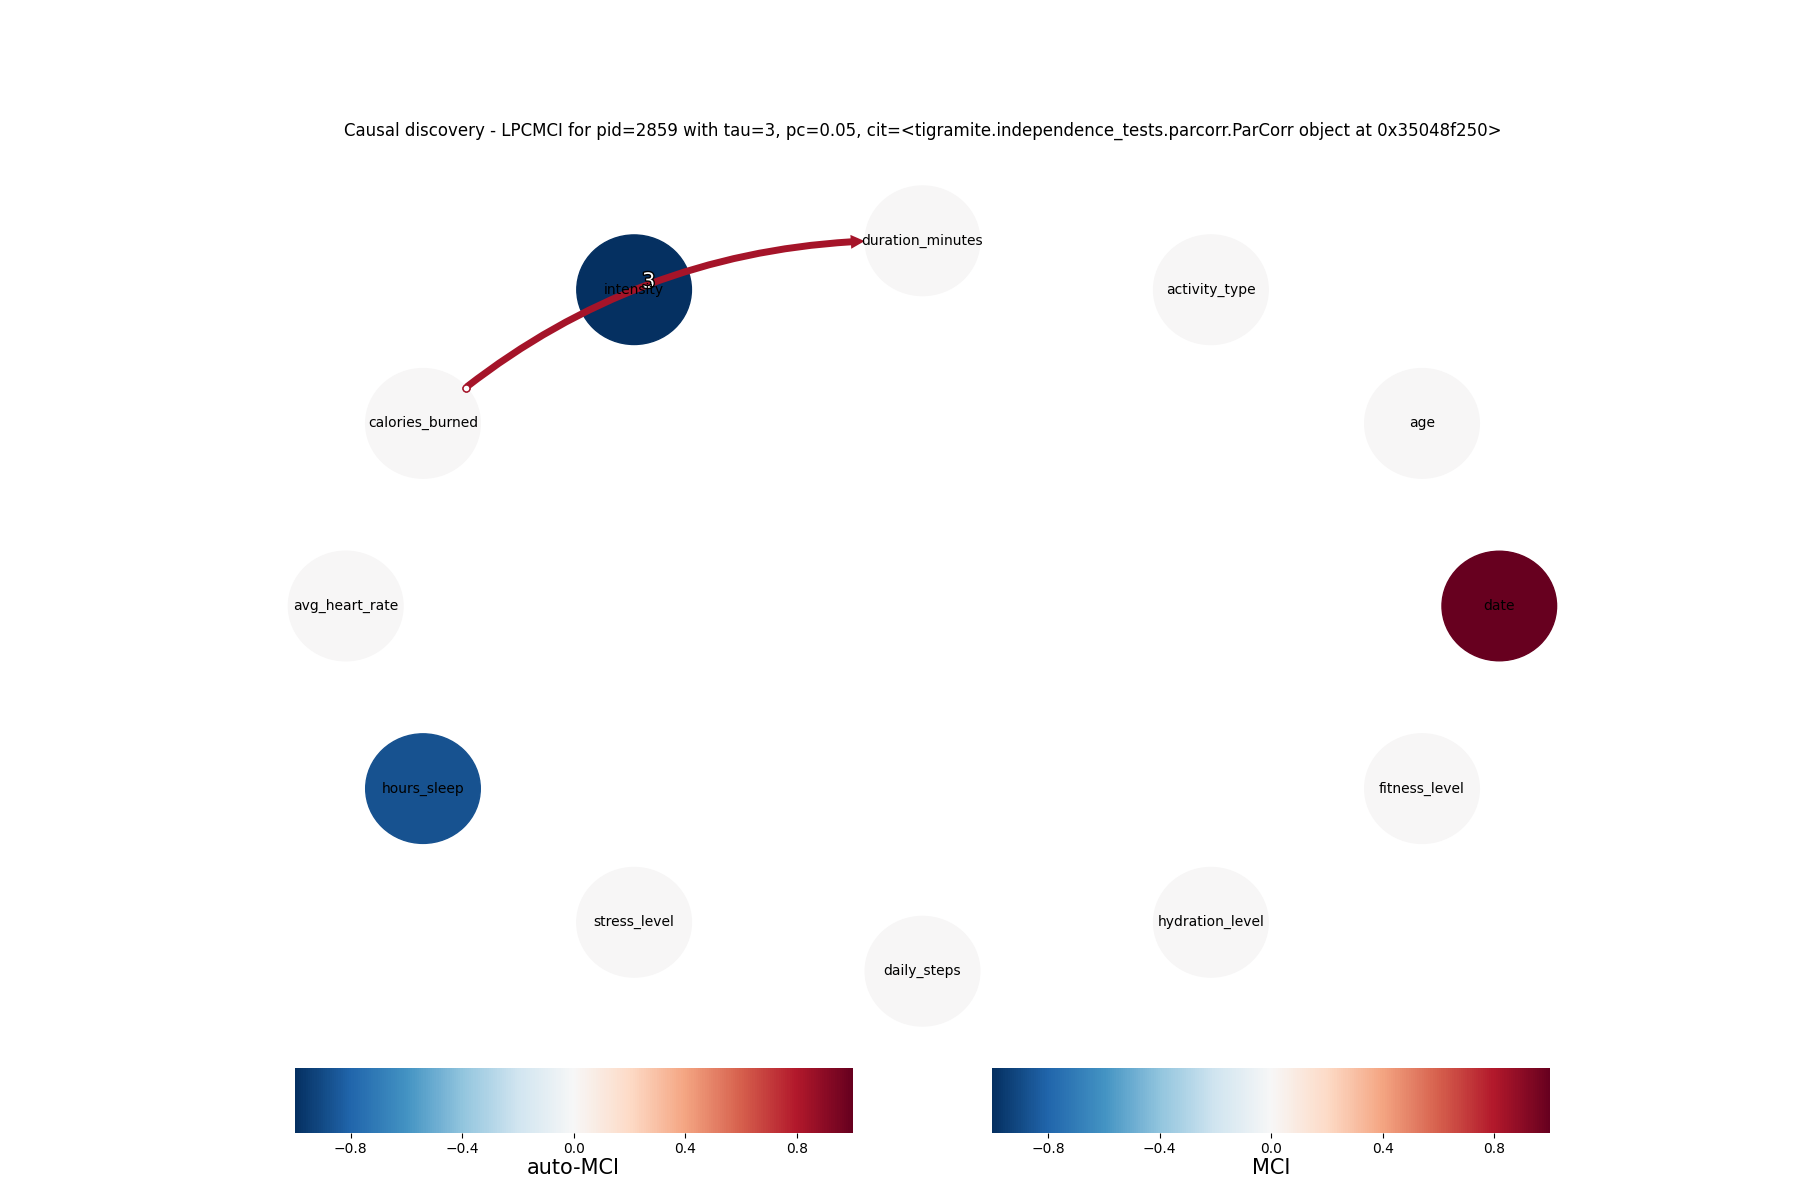 Causal discovery - LPCMCI for pid=2859 with tau=3, pc=0.05, cit=<tigramite.independence_tests.parcorr.ParCorr object at 0x35048f250>
duration_minutes
3
intensity
activity_type
calories_burned
age
avg_heart_rate
date
hours_sleep
fitness_level
stress_level
hydration_level
daily_steps
−0.8 −0.4 0.0 0.4 0.8
auto-MCI
−0.8 −0.4 0.0 0.4 0.8
MCI